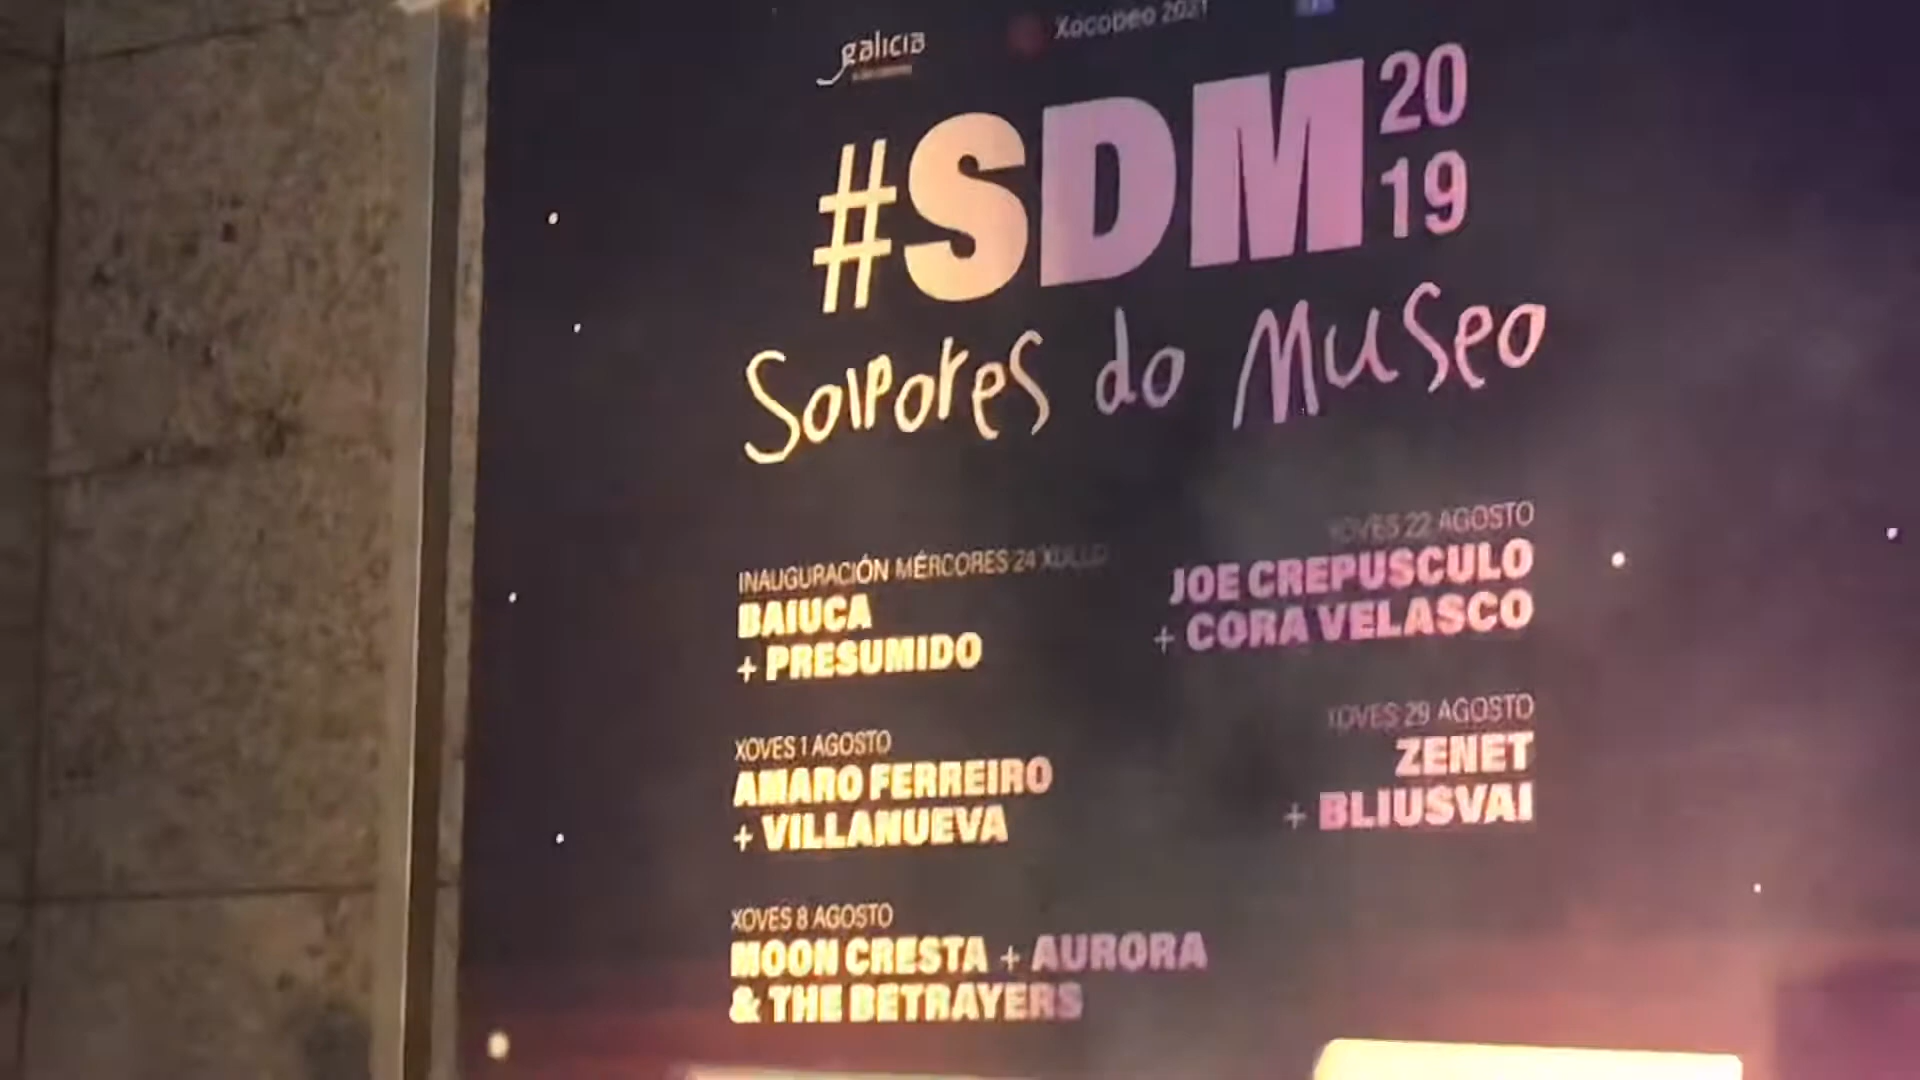 galicia
Xacobeo 2021
#SDM 20
19
Solpores do Museo
INAUGURACIÓN MÉRCORES 24 XULLO
BAIUCA
+ PRESUMIDO
XOVES 1 AGOSTO
AMARO FERREIRO
+ VILLANUEVA
XOVES 8 AGOSTO
MOON CRESTA + AURORA
& THE BETRAYERS
XOVES 22 AGOSTO
JOE CREPUSCULO
+ CORA VELASCO
XOVES 29 AGOSTO
ZENET
+ BLIUSVAI